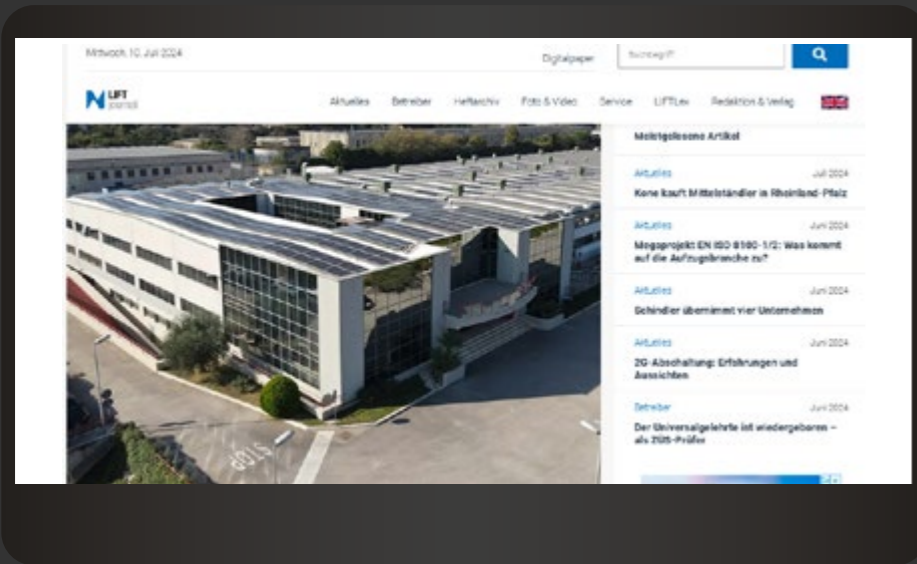 Mittwoch, 10. Juli 2024
Digitalpaper
Suchbegriff
LIFT
journal
Aktuelles Betreiber Heftarchiv Foto & Video Service LIFTLex Redaktion & Verlag
Meistgelesene Artikel
Aktuelles Juli 2024
Kone kauft Mittelständler in Rheinland-Pfalz
Aktuelles Juni 2024
Megaprojekt EN ISO 8100-1/2: Was kommt
auf die Aufzugsbranche zu?
Aktuelles Juni 2024
Schindler übernimmt vier Unternehmen
Aktuelles Juni 2024
2G-Abschaltung: Erfahrungen und
Aussichten
Betreiber Juni 2024
Der Universalgelehrte ist wiedergeboren –
als ZÜS-Prüfer
STOP